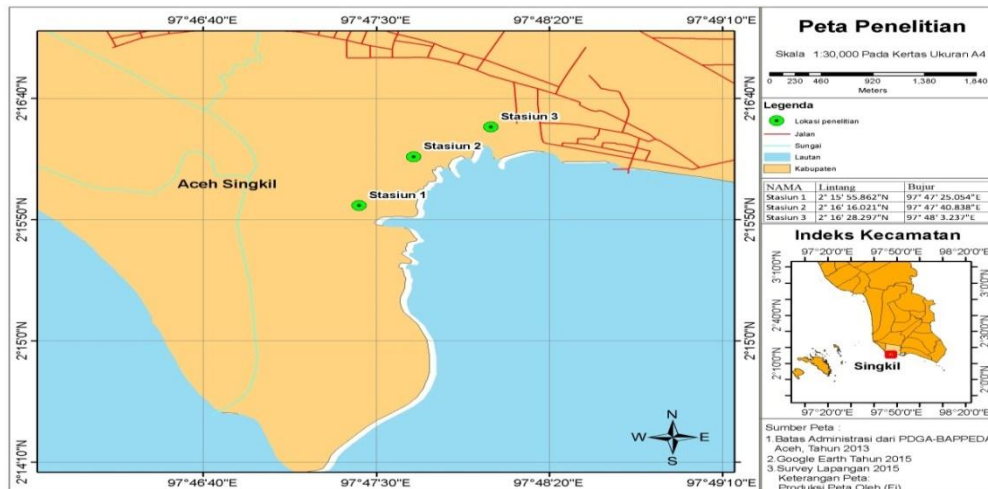 97°46'40"E 97°47'30"E 97°48'20"E 97°49'10"E
2°16'40"N 2°16'40"N
2°15'50"N 2°15'50"N
2°15'0"N 2°15'0"N
2°14'10"N 2°14'10"N
97°46'40"E 97°47'30"E 97°48'20"E 97°49'10"E
Stasiun 3
Stasiun 2
Aceh Singkil
Stasiun 1
N
W E
S
Peta Penelitian
Skala 1:30,000 Pada Kertas Ukuran A4
0 230 460 920 1,380 1,840
Meters
Legenda
Lokasi penelitian
Jalan
Sungai
Lautan
Kabupaten
NAMA Lintang Bujur
Stasiun 1 2° 15' 55.862"N 97° 47' 25.054"E
Stasiun 2 2° 16' 16.021"N 97° 47' 40.838"E
Stasiun 3 2° 16' 28.297"N 97° 48' 3.237"E
Indeks Kecamatan
97°20'0"E 97°50'0"E 98°20'0"E
3°10'0"N
2°40'0"N
2°10'0"N
3°0'0"N
2°30'0"N
2°0'0"N
Singkil
97°20'0"E 97°50'0"E 98°20'0"E
Sumber Peta :
1.Batas Administrasi dari PDGA-BAPPEDA
Aceh, Tahun 2013
2.Google Earth Tahun 2015
3.Survey Lapangan 2015
Keterangan Peta:
Produksi Peta Oleh